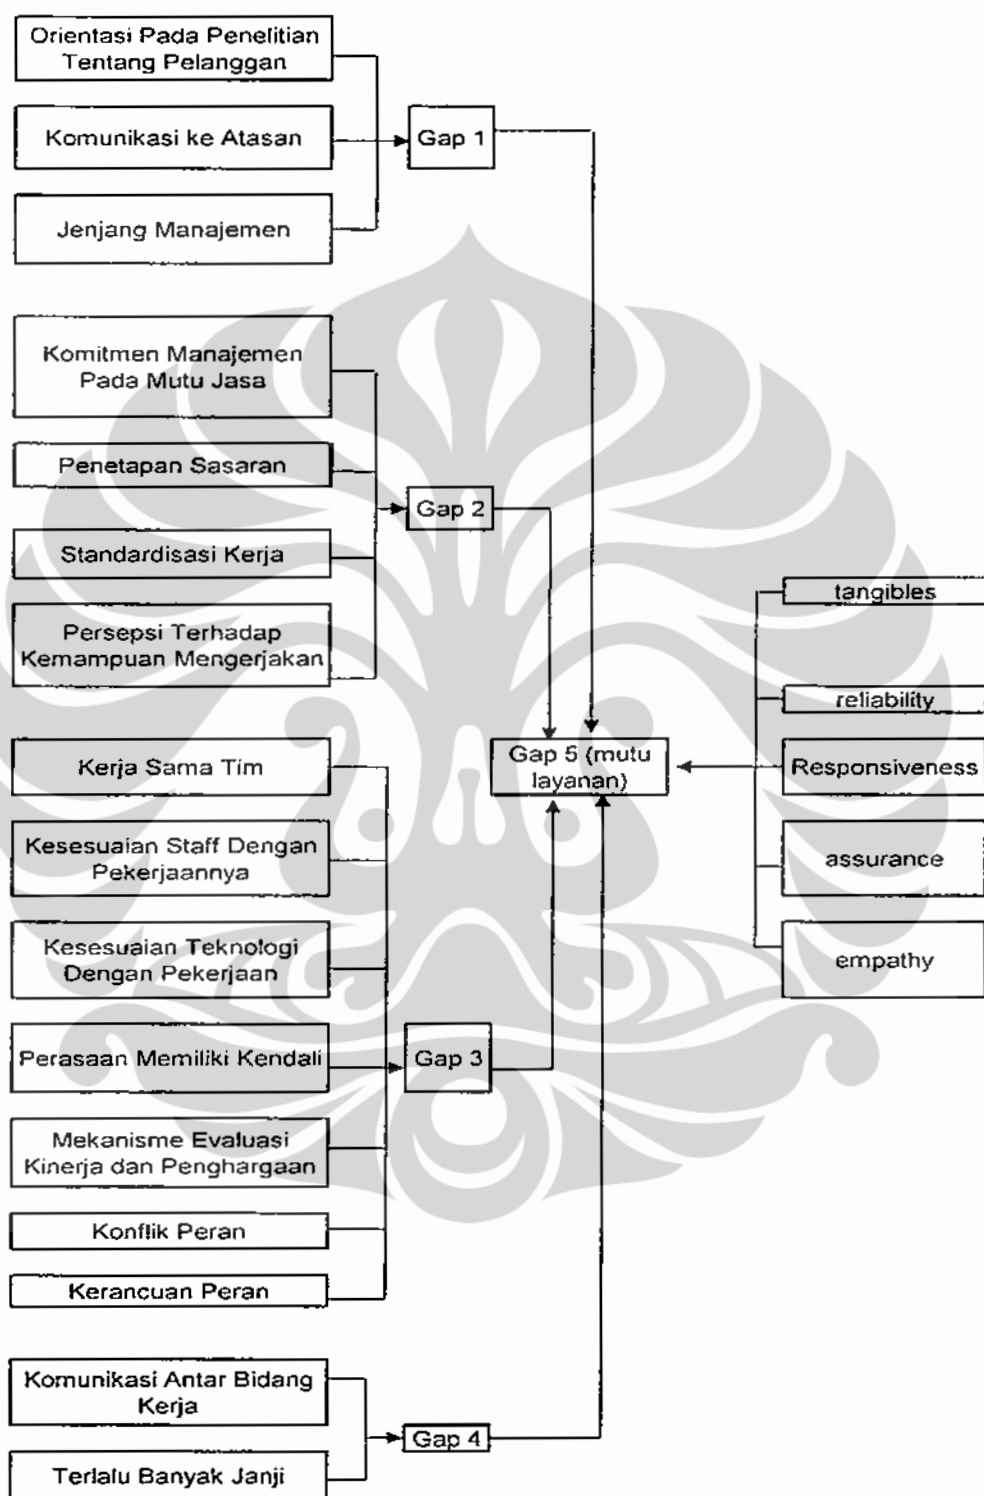 Orientasi Pada Penelitian
Tentang Pelanggan
Komunikasi ke Atasan
Gap 1
Jenjang Manajemen
Komitmen Manajemen
Pada Mutu Jasa
Penetapan Sasaran
Gap 2
Standardisasi Kerja
Persepsi Terhadap
Kemampuan Mengerjakan
Kerja Sama Tim
Kesesuaian Staff Dengan
Pekerjaannya
Kesesuaian Teknologi
Dengan Pekerjaan
Perasaan Memiliki Kendali
Gap 3
Mekanisme Evaluasi
Kinerja dan Penghargaan
Konflik Peran
Kerancuan Peran
Komunikasi Antar Bidang
Kerja
Gap 4
Terlalu Banyak Janji
Gap 5 (mutu
layanan)
tangibles
reliability
Responsiveness
assurance
empathy